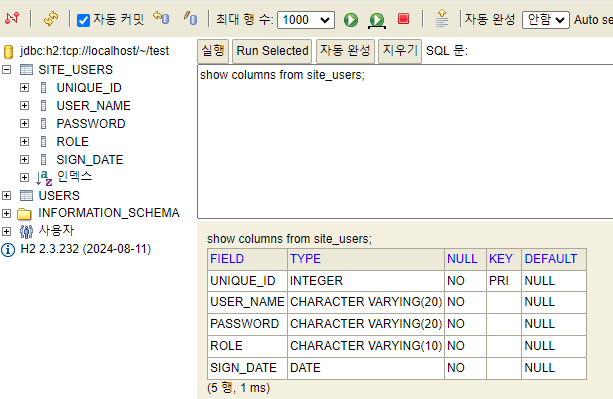 자동 커밋 최대 행 수: 1000 자동 완성 안함 Auto se
jdbc:h2:tcp://localhost/~/test
SITE_USERS
UNIQUE_ID
USER_NAME
PASSWORD
ROLE
SIGN_DATE
인덱스
USERS
INFORMATION_SCHEMA
사용자
H2 2.3.232 (2024-08-11)
실행 Run Selected 자동 완성 지우기 SQL 문:
show columns from site_users;
show columns from site_users;
FIELD TYPE NULL KEY DEFAULT
UNIQUE_ID INTEGER NO PRI NULL
USER_NAME CHARACTER VARYING(20) NO NULL
PASSWORD CHARACTER VARYING(20) NO NULL
ROLE CHARACTER VARYING(10) NO NULL
SIGN_DATE DATE NO NULL
(5 행, 1 ms)